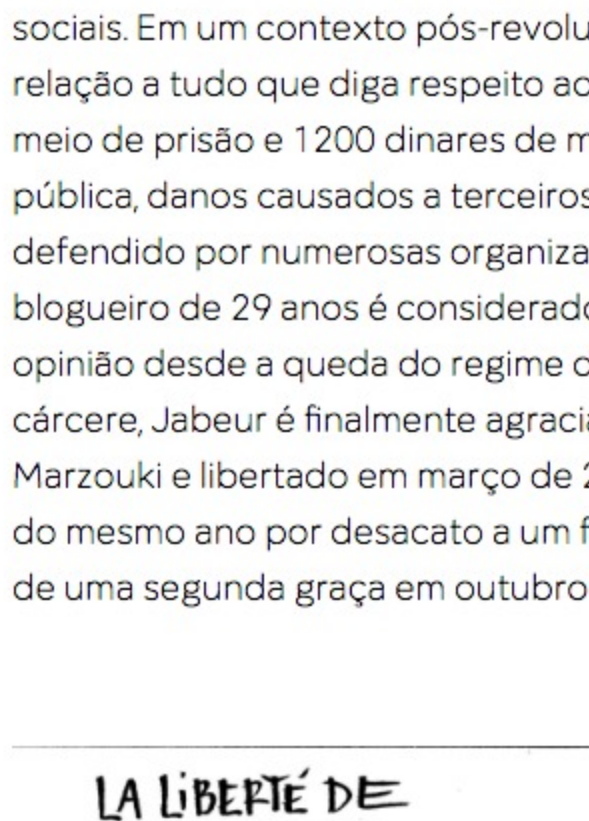 sociais. Em um contexto pós-revolu
relação a tudo que diga respeito ao
meio de prisão e 1200 dinares de m
pública, danos causados a terceiros
defendido por numerosas organiza
blogueiro de 29 anos é considerado
opinião desde a queda do regime
cárcere, Jabeur é finalmente agracia
Marzouki e libertado em março de 2
do mesmo ano por desacato a um f
de uma segunda graça em outubro
LA LiBERTÉ DE